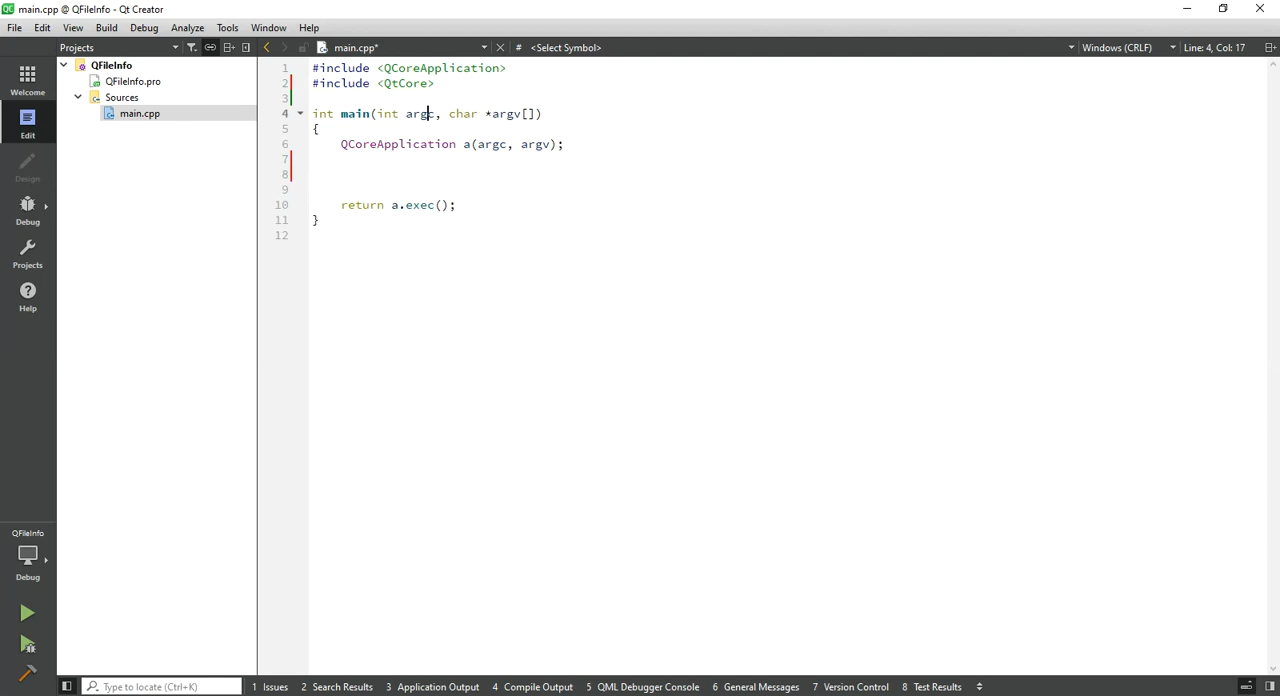 QC main.cpp @ QFileInfo - Qt Creator
File Edit View Build Debug Analyze Tools Window Help
Projects main.cpp* # <Select Symbol> Windows (CRLF) Line: 4, Col: 17
Welcome
Edit
Design
Debug
Projects
Help
QFileInfo
Debug
QFileInfo
QFileInfo.pro
Sources
main.cpp
1 #include <QCoreApplication>
2 #include <QtCore>
3
4 int main(int argc, char *argv[])
5 {
6 QCoreApplication a(argc, argv);
7
8
9
10 return a.exec();
11 }
12
Type to locate (Ctrl+K) 1 Issues 2 Search Results 3 Application Output 4 Compile Output 5 QML Debugger Console 6 General Messages 7 Version Control 8 Test Results